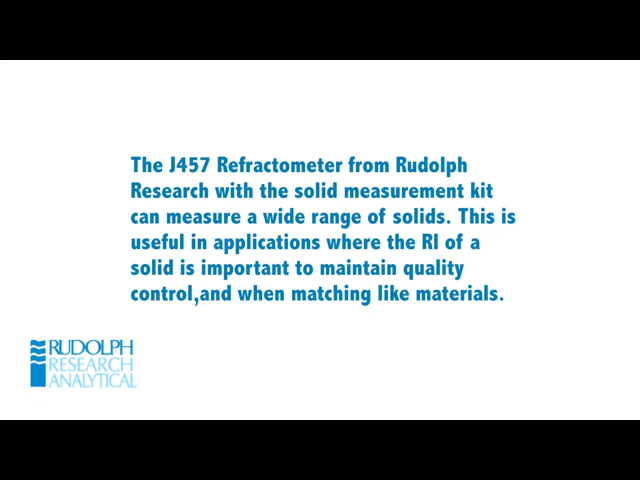 The J457 Refractometer from Rudolph
Research with the solid measurement kit
can measure a wide range of solids. This is
useful in applications where the RI of a
solid is important to maintain quality
control,and when matching like materials.
RUDOLPH
RESEARCH
ANALYTICAL